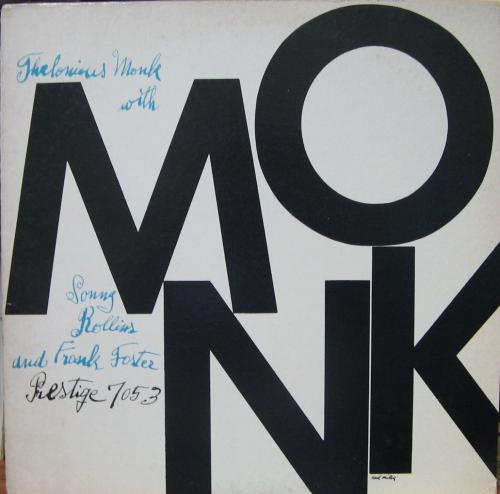 Thelonious Monk
with
MO
NK
Sonny
Rollins
and Frank Foster
Prestige 7053